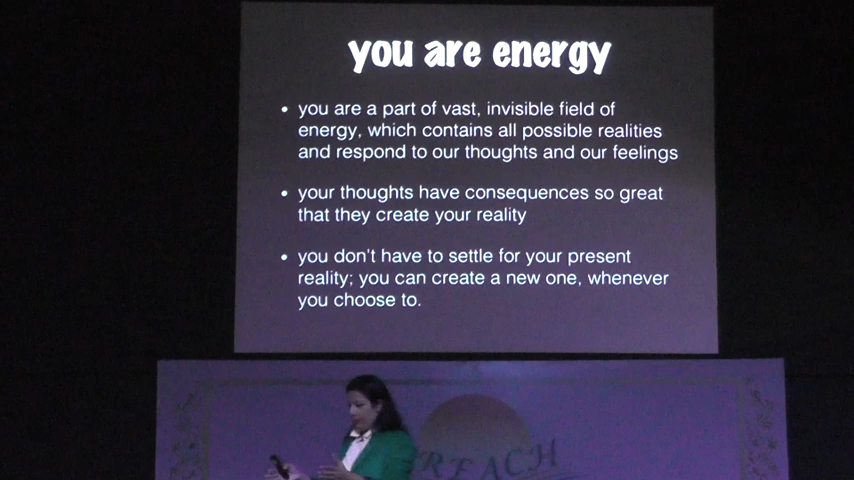 you are energy
• you are a part of vast, invisible field of
energy, which contains all possible realities
and respond to our thoughts and our feelings
• your thoughts have consequences so great
that they create your reality
• you don't have to settle for your present
reality; you can create a new one, whenever
you choose to.
REACH